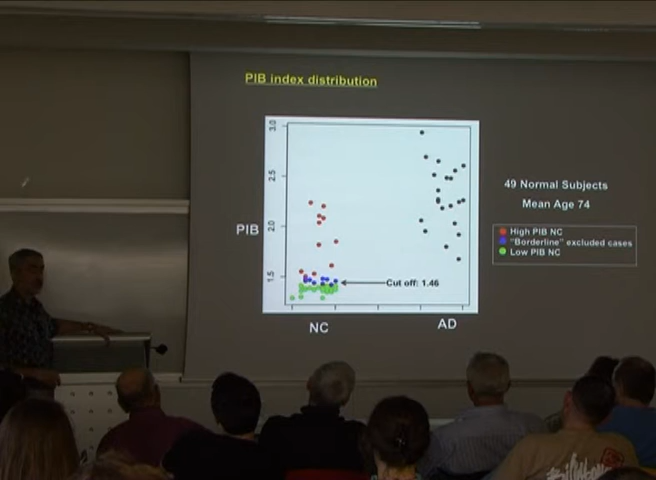 PIB index distribution
3.0
2.5
2.0
1.5
PIB
49 Normal Subjects
Mean Age 74
High PIB NC
"Borderline" excluded cases
Low PIB NC
Cut off: 1.46
NC
AD